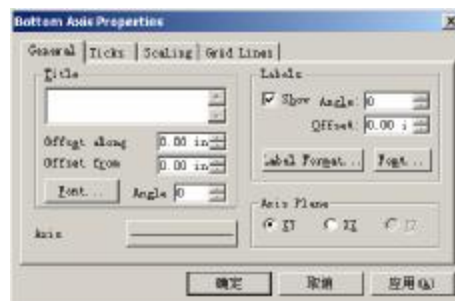 Bottom Axis Properties
General Ticks Scaling Grid Lines
Title
Labels
Show Angle: 0
Offset: 0.00 i
Offset along 0.00 in
Offset from 0.00 in
Label Format... Font...
Font... Angle 0
Axis Plane
XY XZ YZ
Axis
确定 取消 应用(A)